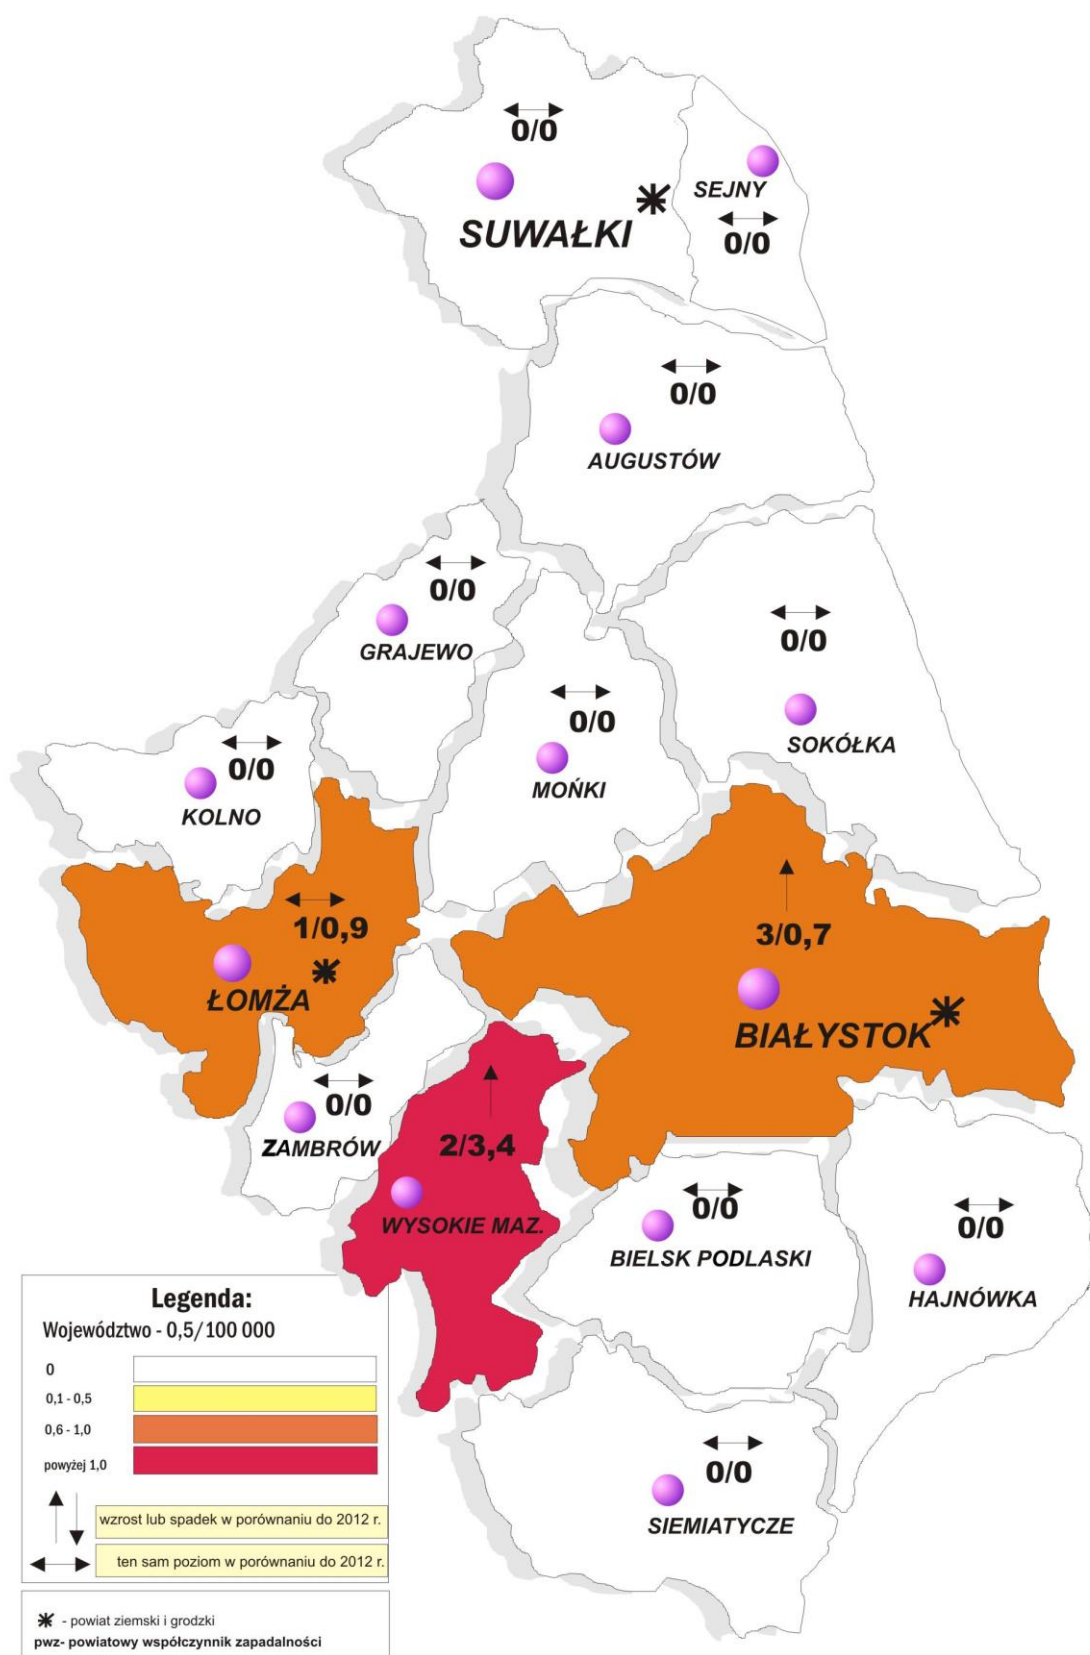 0/0
SUWAŁKI
SEJNY
0/0
0/0
AUGUSTÓW
0/0
GRAJEWO
0/0
SOKÓŁKA
0/0
MOŃKI
0/0
KOLNO
1/0,9
ŁOMŻA
3/0,7
BIAŁYSTOK
0/0
ZAMBRÓW
2/3,4
WYSOKIE MAZ.
0/0
BIELSK PODLASKI
0/0
HAJNÓWKA
0/0
SIEMIATYCZE
Legenda:
Województwo - 0,5/100 000
0
0,1 - 0,5
0,6 - 1,0
powyżej 1,0
wzrost lub spadek w porównaniu do 2012 r.
ten sam poziom w porównaniu do 2012 r.
- powiat ziemski i grodzki
pwz- powiatowy współczynnik zapadalności